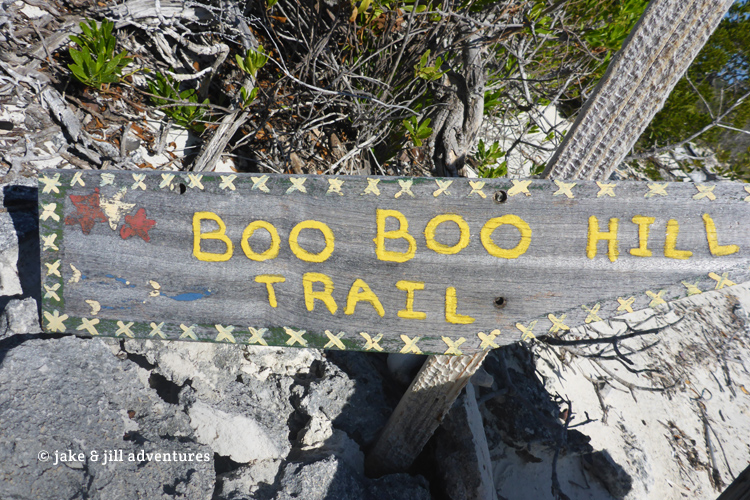 BOO BOO HILL
TRAIL
© jake & jill adventures